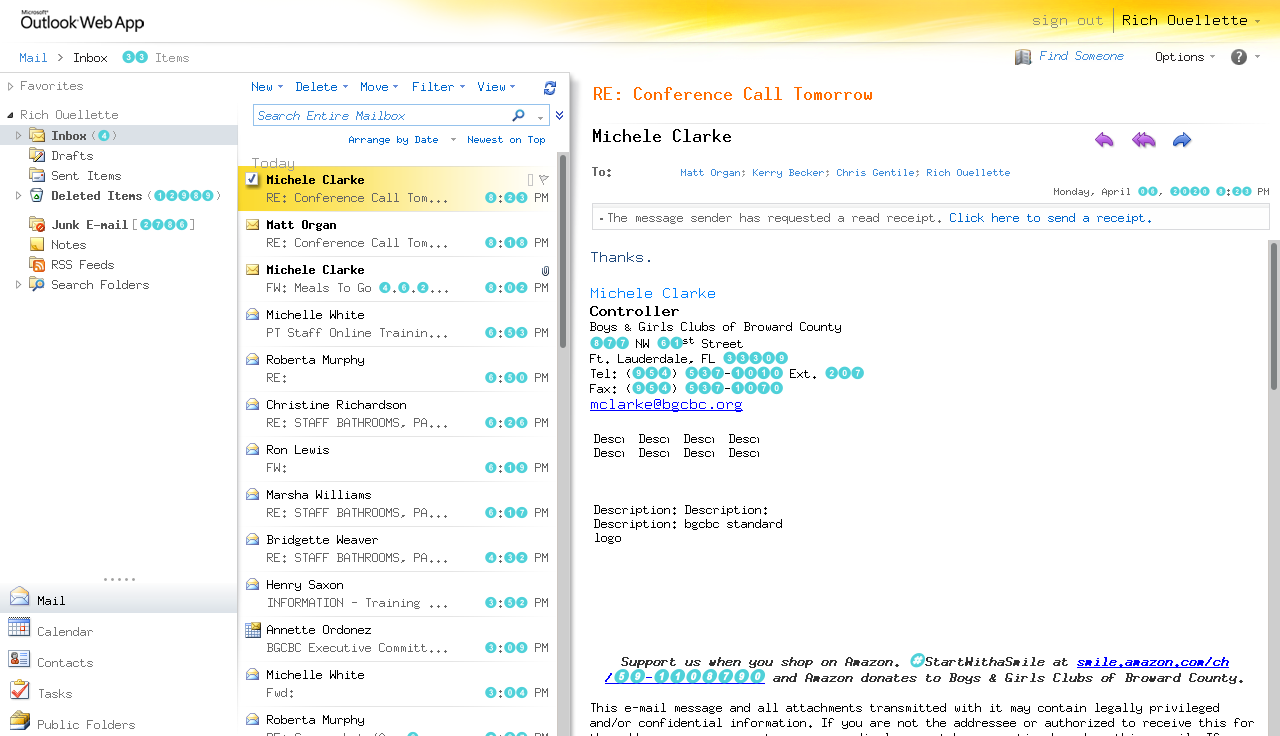 Microsoft®
Outlook Web App
sign out Rich Ouellette
Mail > Inbox 33 Items
Find Someone Options ?
Favorites
Rich Ouellette
Inbox (4)
Drafts
Sent Items
Deleted Items (12989)
Junk E-mail [2786]
Notes
RSS Feeds
Search Folders
Mail
Calendar
Contacts
Tasks
Public Folders
New Delete Move Filter View
Search Entire Mailbox
Arrange by Date Newest on Top
Today
Michele Clarke
RE: Conference Call Tom... 8:23 PM
Matt Organ
RE: Conference Call Tom... 8:18 PM
Michele Clarke
FW: Meals To Go 4.6.2... 8:02 PM
Michelle White
PT Staff Online Trainin... 6:53 PM
Roberta Murphy
RE: 6:50 PM
Christine Richardson
RE: STAFF BATHROOMS, PA... 6:26 PM
Ron Lewis
FW: 6:19 PM
Marsha Williams
RE: STAFF BATHROOMS, PA... 6:17 PM
Bridgette Weaver
RE: STAFF BATHROOMS, PA... 4:32 PM
Henry Saxon
INFORMATION - Training ... 3:52 PM
Annette Ordonez
BGCBC Executive Committ... 3:09 PM
Michelle White
Fwd: 3:04 PM
Roberta Murphy
RE: Conference Call Tomorrow
Michele Clarke
To: Matt Organ; Kerry Becker; Chris Gentile; Rich Ouellette
Monday, April 06, 2020 8:23 PM
-The message sender has requested a read receipt. Click here to send a receipt.
Thanks.
Michele Clarke
Controller
Boys & Girls Clubs of Broward County
877 NW 61st Street
Ft. Lauderdale, FL 33309
Tel: (954) 537-1010 Ext. 207
Fax: (954) 537-1070
mclarke@bgcbc.org
Descr Descr Descr Descr
Descr Descr Descr Descr
Description: Description:
Description: bgcbc standard
logo
Support us when you shop on Amazon. #StartWithaSmile at smile.amazon.com/ch
/59-1108700 and Amazon donates to Boys & Girls Clubs of Broward County.
This e-mail message and all attachments transmitted with it may contain legally privileged
and/or confidential information. If you are not the addressee or authorized to receive this for